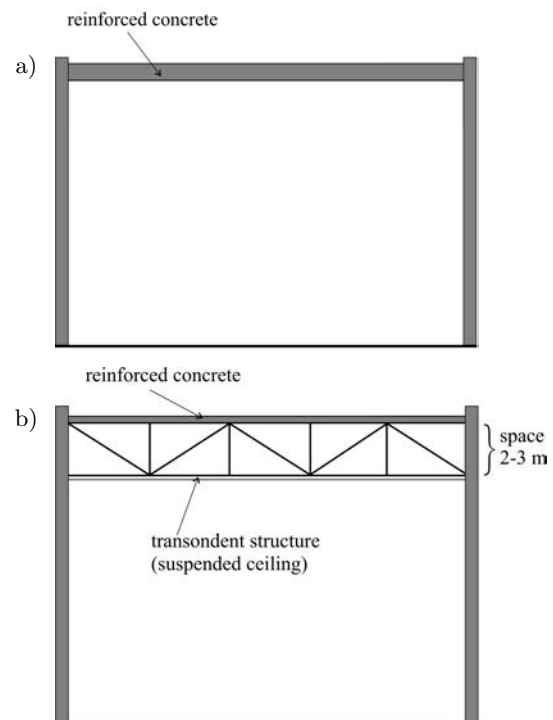 reinforced concrete
a)
reinforced concrete
b)
space
2-3 m
transondent structure
(suspended ceiling)